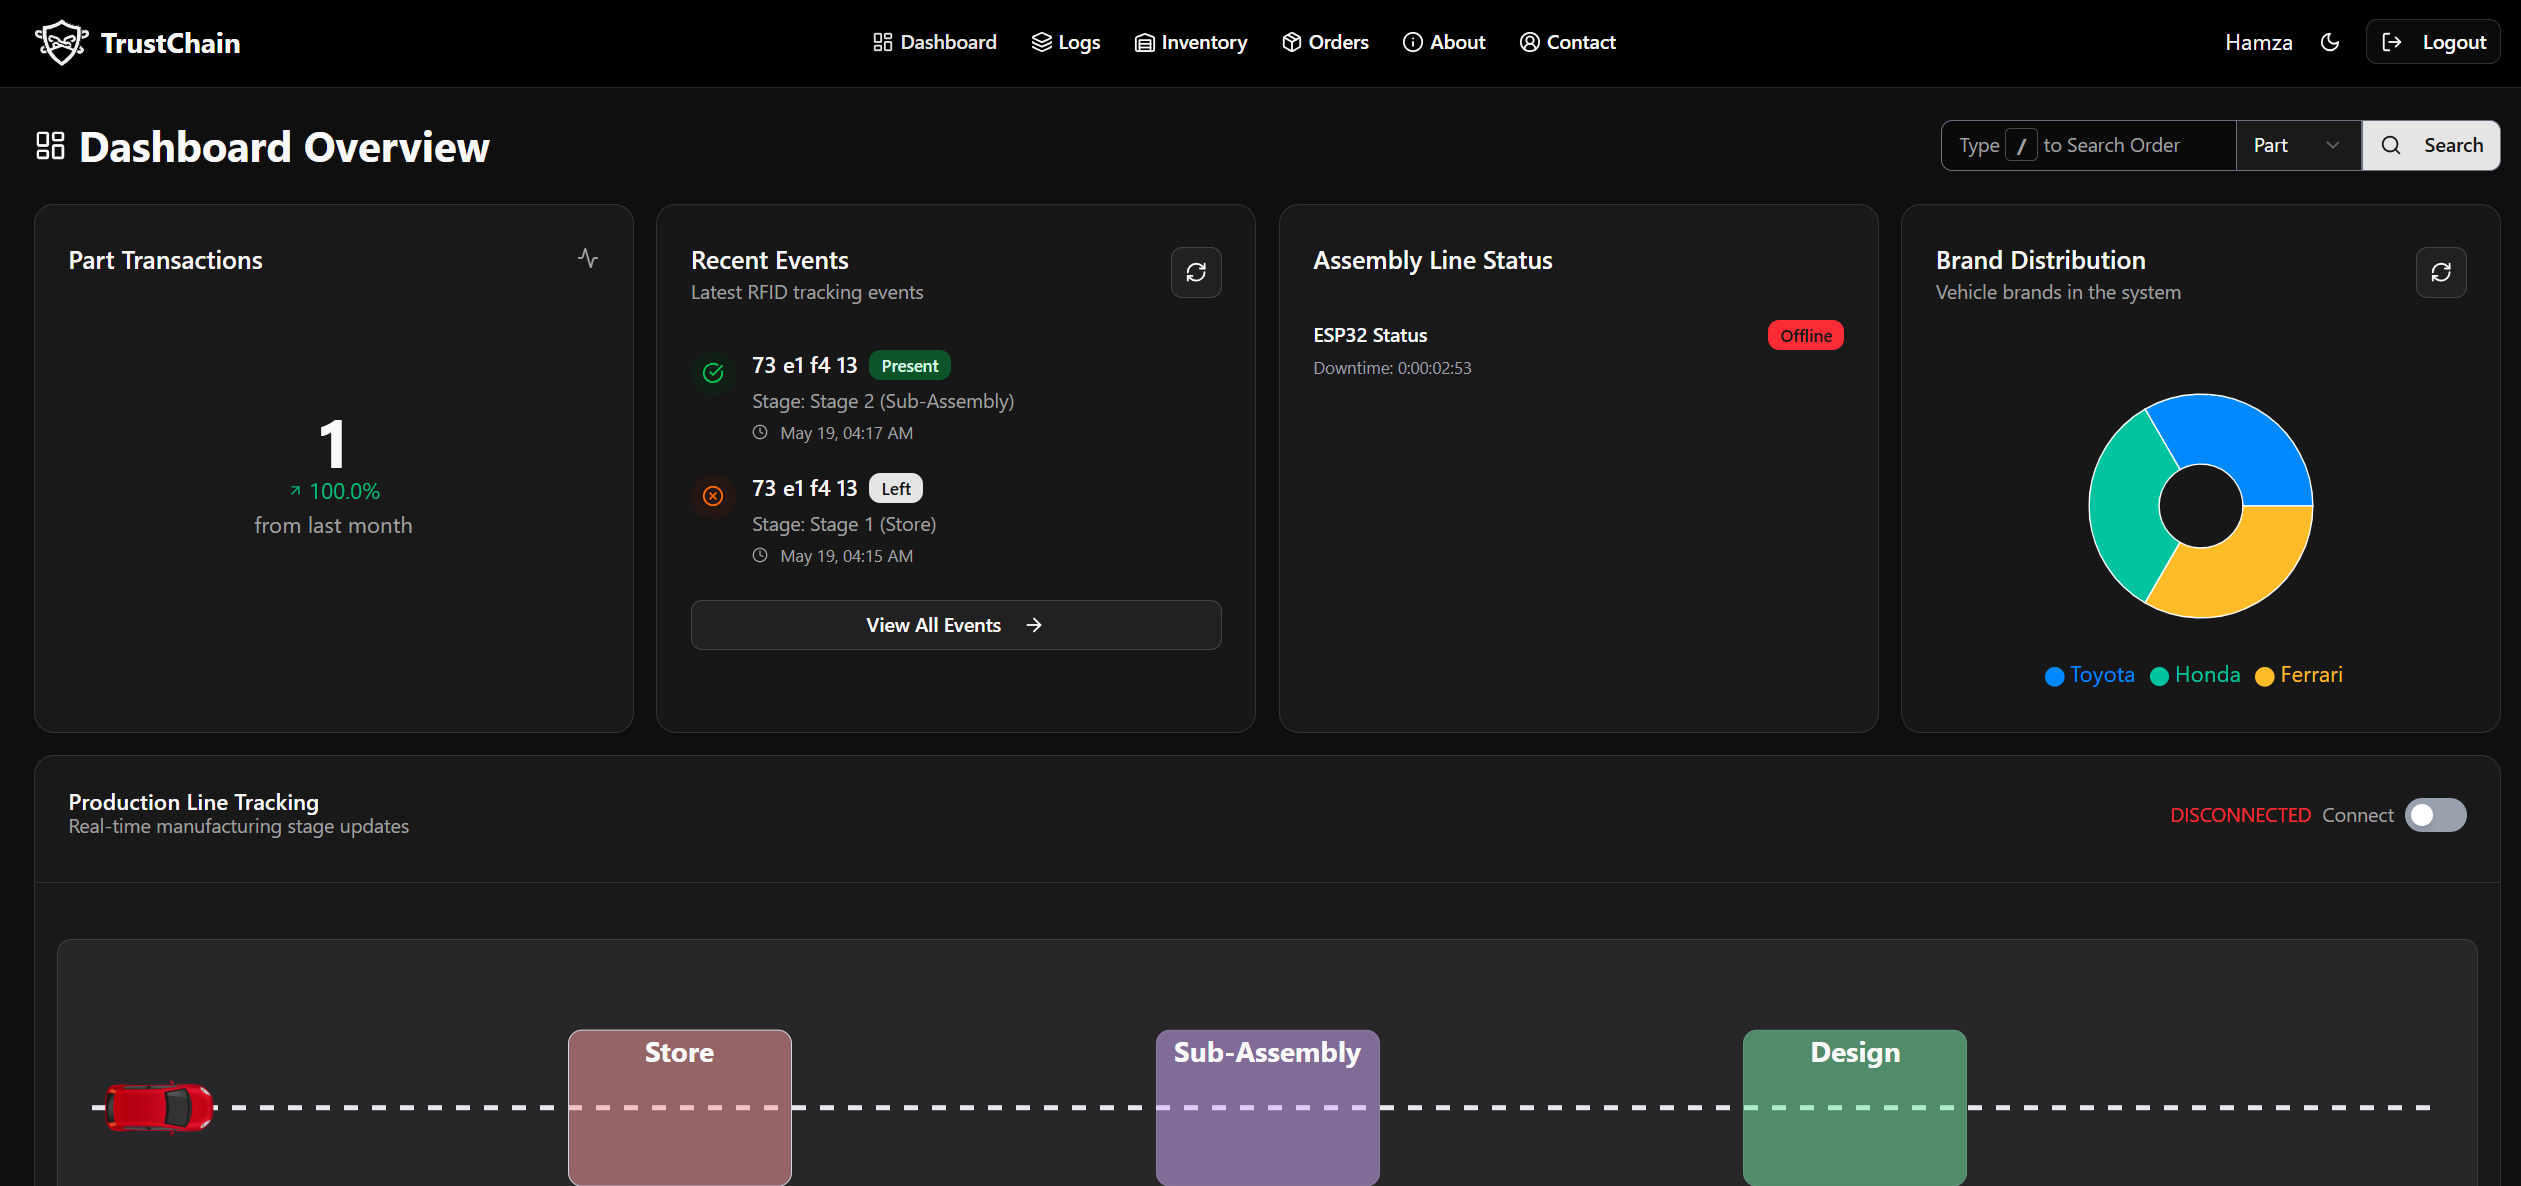 TrustChain
Dashboard Logs Inventory Orders About Contact
Hamza Logout
Dashboard Overview
Type / to Search Order Part Search
Part Transactions
1
100.0%
from last month
Recent Events
Latest RFID tracking events
73 e1 f4 13 Present
Stage: Stage 2 (Sub-Assembly)
May 19, 04:17 AM
73 e1 f4 13 Left
Stage: Stage 1 (Store)
May 19, 04:15 AM
View All Events
Assembly Line Status
ESP32 Status Offline
Downtime: 0:00:02:53
Brand Distribution
Vehicle brands in the system
Toyota Honda Ferrari
Production Line Tracking
Real-time manufacturing stage updates
DISCONNECTED Connect
Store Sub-Assembly Design